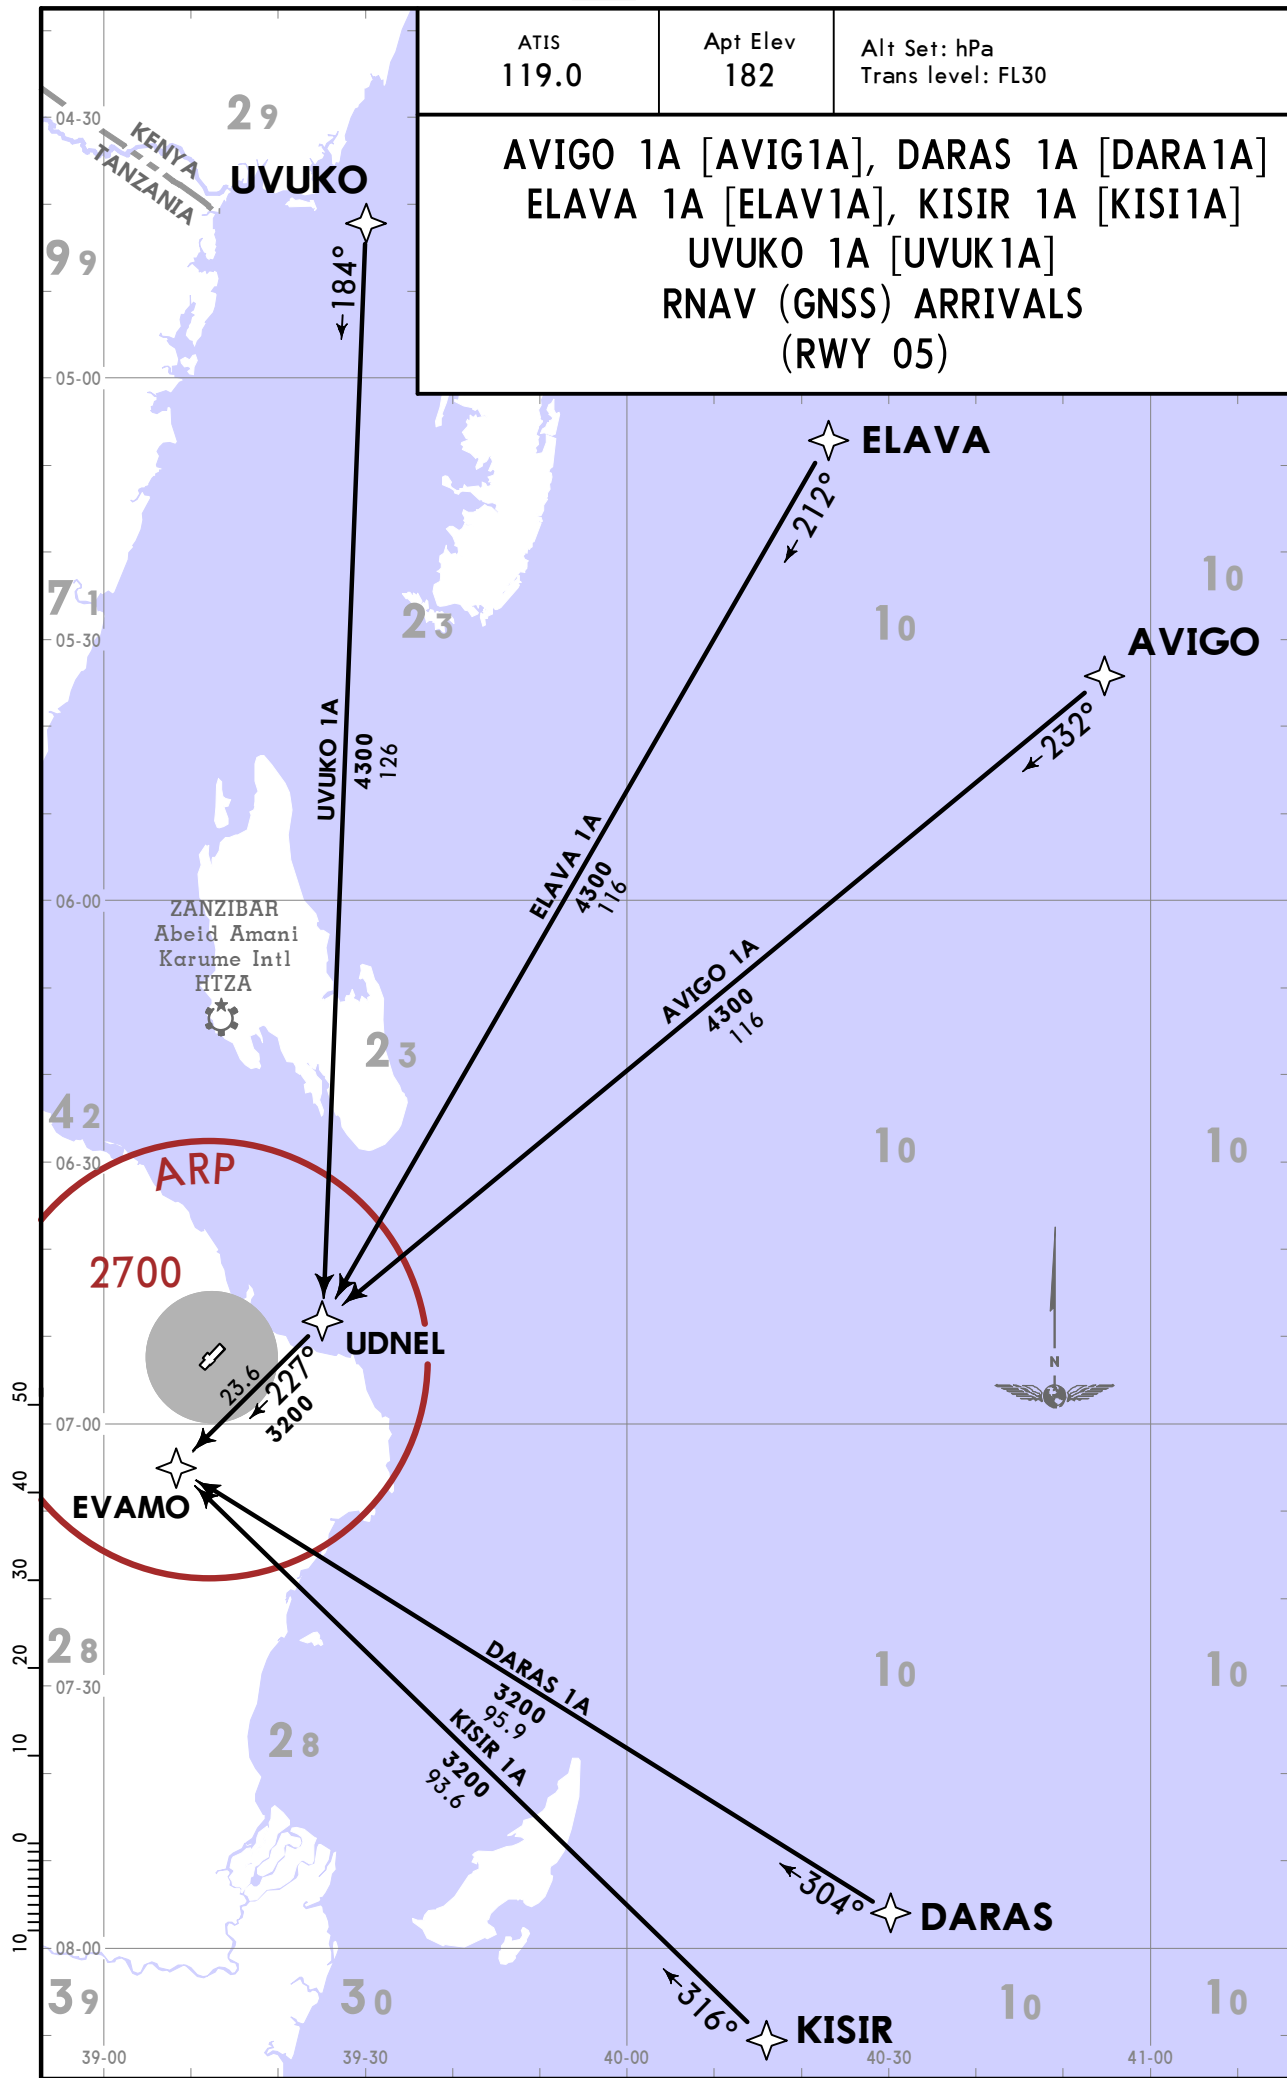 ATIS
119.0
Apt Elev
182
Alt Set: hPa
Trans level: FL30
AVIGO 1A [AVIG1A], DARAS 1A [DARA1A]
ELAVA 1A [ELAV1A], KISIR 1A [KISI1A]
UVUKO 1A [UVUK1A]
RNAV (GNSS) ARRIVALS
(RWY 05)
04-30
29
KENYA
TANZANIA
UVUKO
99
184°
05-00
ELAVA
212°
71
10
23
10
05-30
AVIGO
232°
UVUKO 1A
4300
126
ELAVA 1A
4300
116
06-00
ZANZIBAR
Abeid Amani
Karume Intl
HTZA
AVIGO 1A
4300
116
23
42
10
10
06-30
ARP
2700
UDNEL
N
23.6
227°
3200
50
07-00
40
EVAMO
30
28
20
07-30
DARAS 1A
3200
95.9
10
10
KISIR 1A
3200
93.6
28
10
0
304°
DARAS
10
08-00
39
30
316°
KISIR
10
10
39-00
39-30
40-00
40-30
41-00